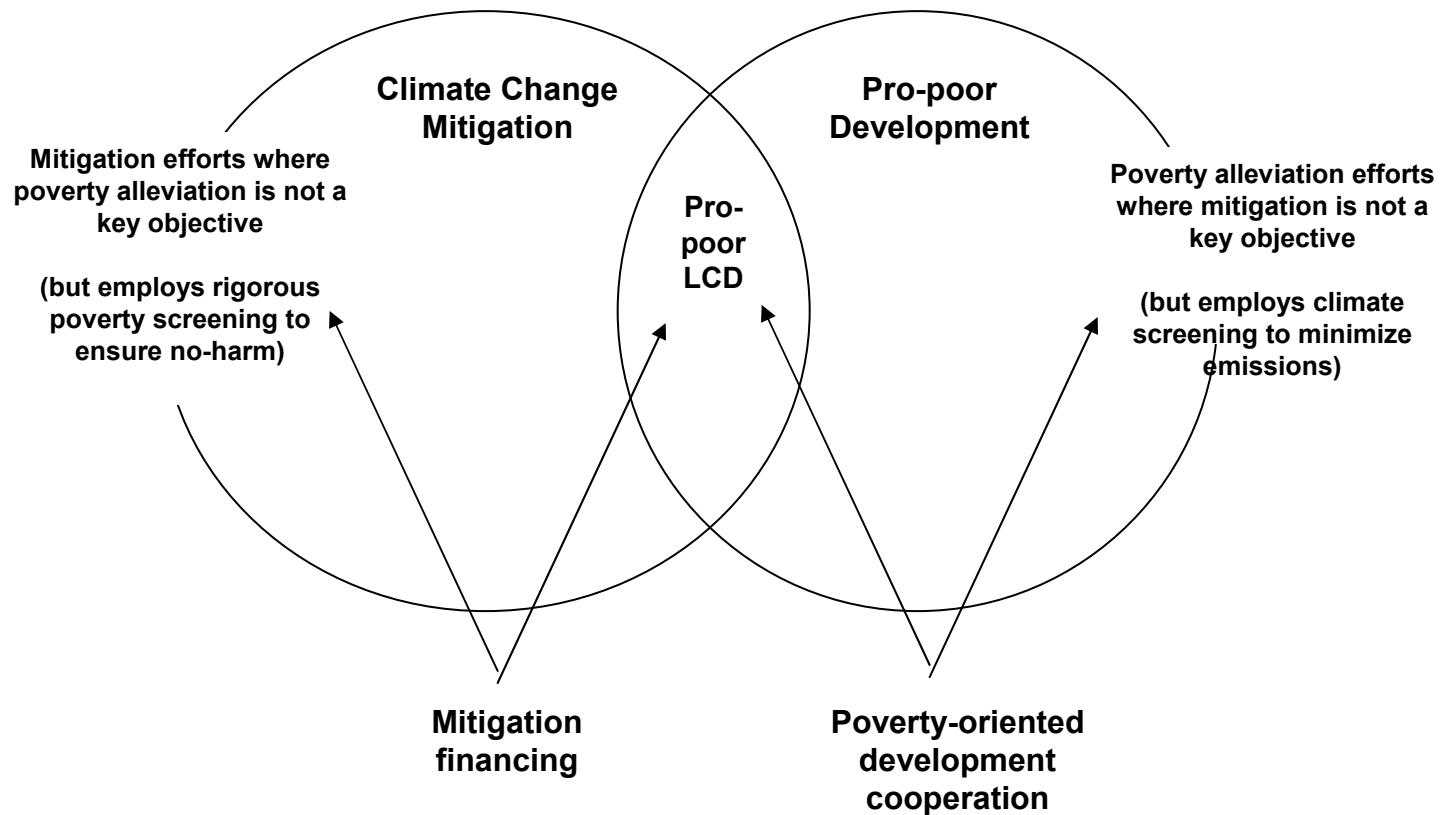 Climate Change
Mitigation
Pro-poor
Development
Mitigation efforts where
poverty alleviation is not a
key objective
(but employs rigorous
poverty screening to
ensure no-harm)
Pro-
poor
LCD
Poverty alleviation efforts
where mitigation is not a
key objective
(but employs climate
screening to minimize
emissions)
Mitigation
financing
Poverty-oriented
development
cooperation